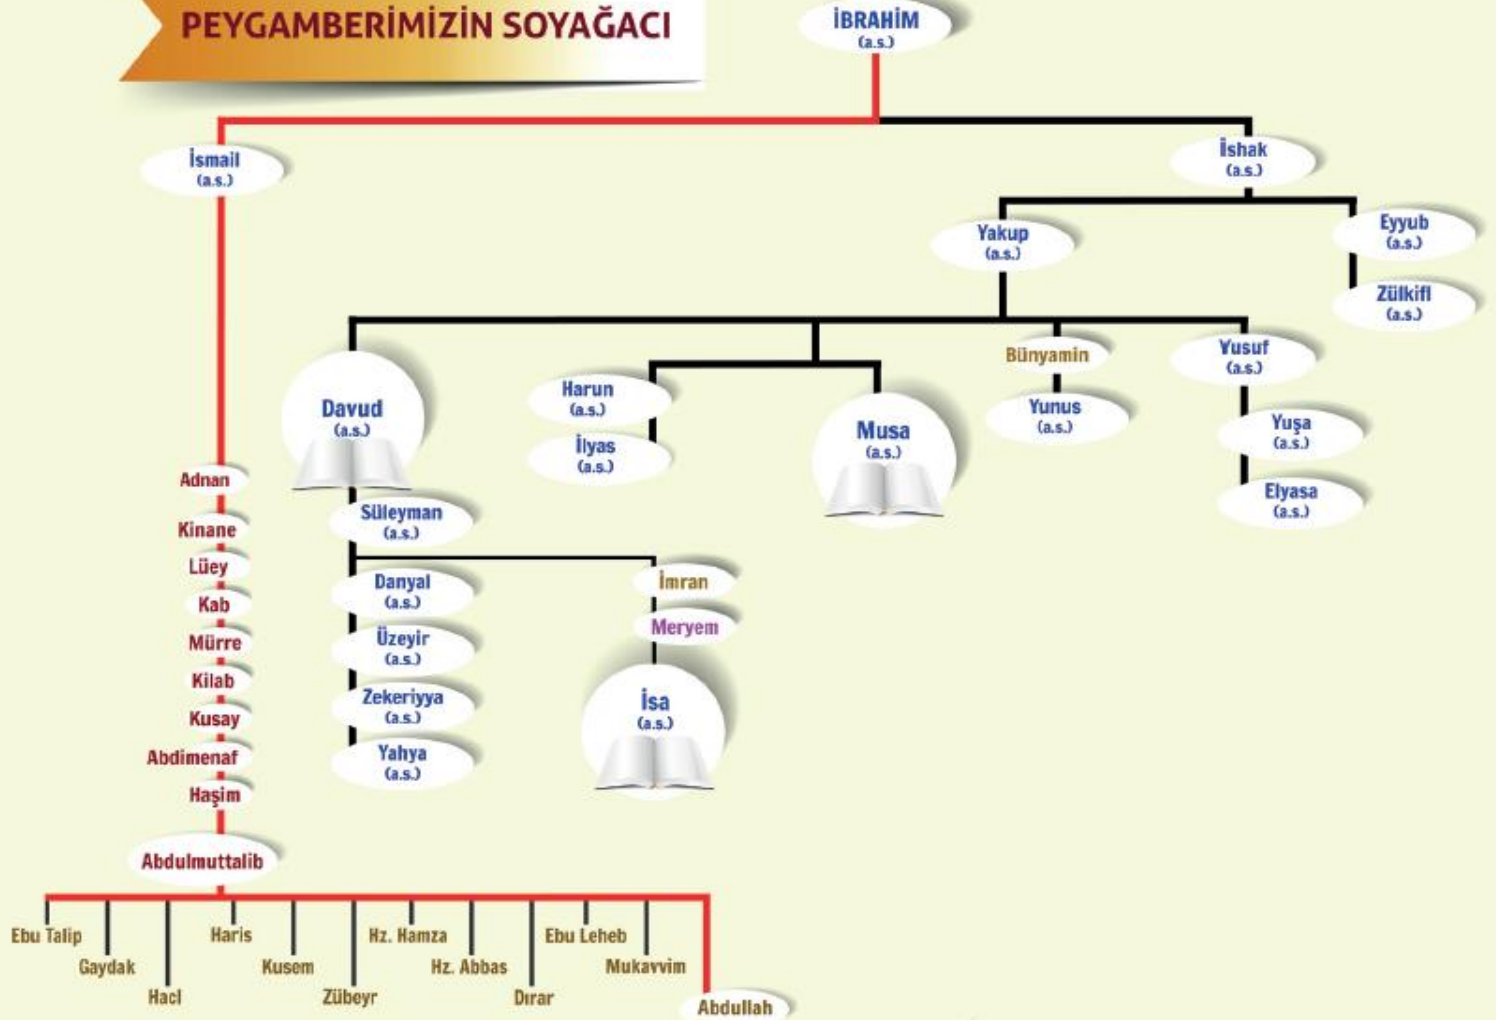 PEYGAMBERİMİZİN SOYAĞACI
İBRAHİM
(a.s.)
İsmail
(a.s.)
İshak
(a.s.)
Yakup
(a.s.)
Eyyub
(a.s.)
Zülkifl
(a.s.)
Davud
(a.s.)
Harun
(a.s.)
İlyas
(a.s.)
Musa
(a.s.)
Bünyamin
Yunus
(a.s.)
Yusuf
(a.s.)
Yuşa
(a.s.)
Elyasa
(a.s.)
Süleyman
(a.s.)
Danyal
(a.s.)
Üzeyir
(a.s.)
Zekeriyya
(a.s.)
Yahya
(a.s.)
İmran
Meryem
İsa
(a.s.)
Adnan
Kinane
Lüey
Kab
Mürre
Kilab
Kusay
Abdimenaf
Haşim
Abdulmuttalib
Ebu Talip
Gaydak
Hacl
Haris
Kusem
Zübeyr
Hz. Hamza
Hz. Abbas
Dırar
Ebu Leheb
Mukavvim
Abdullah